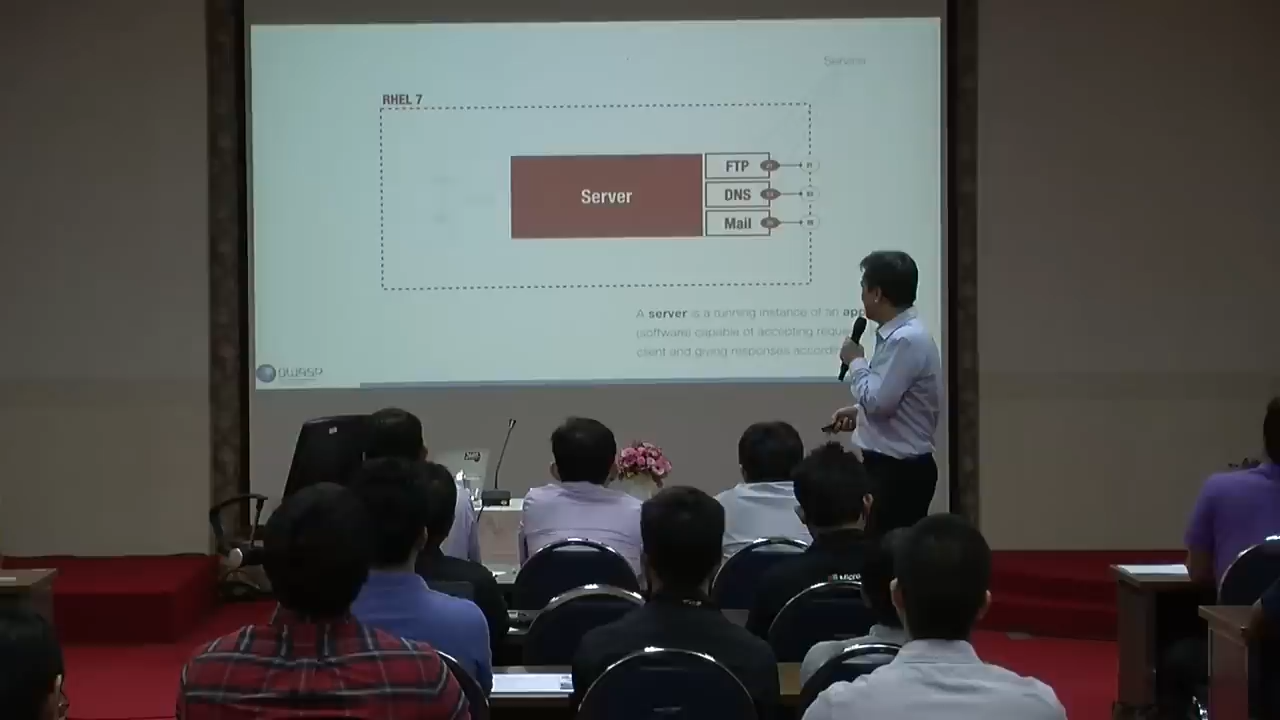 Service
RHEL 7
FTP
Server
DNS
Mail
A server is a running instance of an app
(software) capable of accepting reque
client and giving responses accordi
OWASP